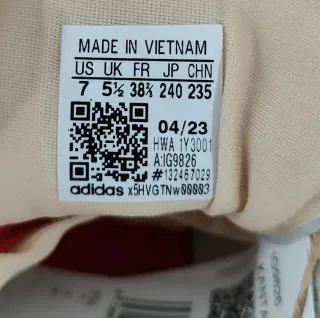 MADE IN VIETNAM
US UK FR JP CHN
7 5½ 38⅔ 240 235
04/23
HWA 1Y3001
A:IG9826
#132467029
adidas x5HVGTNw00003